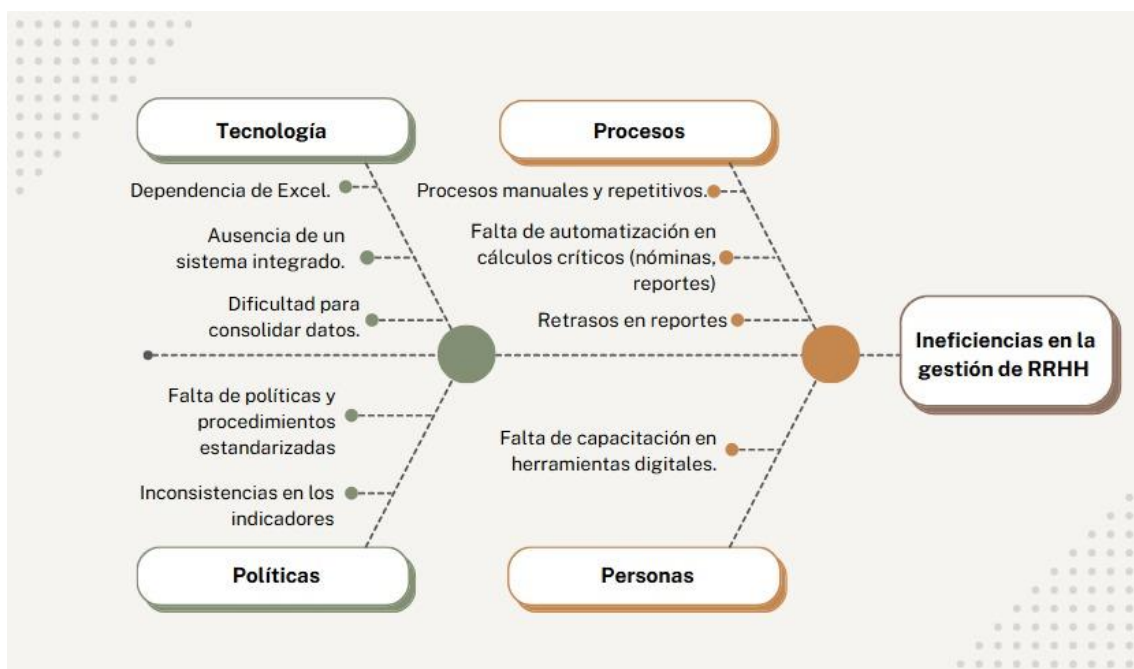 Tecnología
Procesos
Dependencia de Excel.
Ausencia de un
sistema integrado.
Dificultad para
consolidar datos.
Procesos manuales y repetitivos.
Falta de automatización en
cálculos críticos (nóminas,
reportes)
Retrasos en reportes
Ineficiencias en la
gestión de RRHH
Falta de políticas y
procedimientos
estandarizadas
Inconsistencias en los
indicadores
Falta de capacitación en
herramientas digitales.
Políticas
Personas